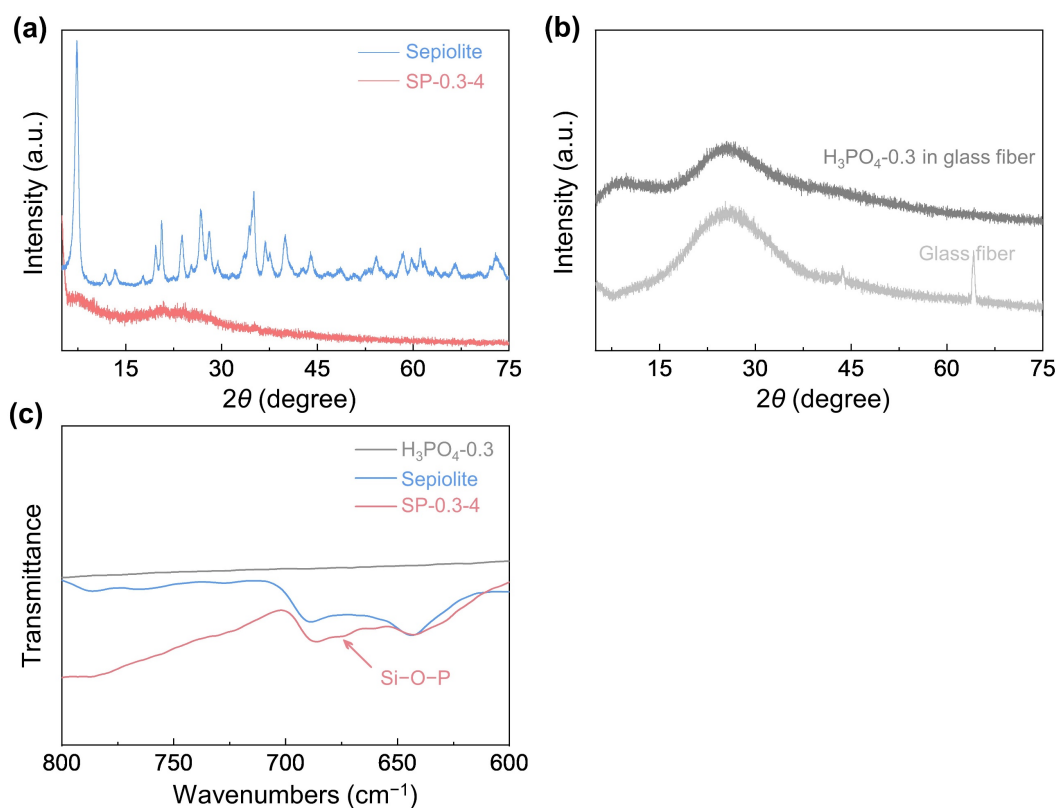 (a)
Intensity (a.u.)
Sepiolite
SP-0.3-4
15 30 45 60 75
2θ (degree)
(b)
Intensity (a.u.)
H₃PO₄-0.3 in glass fiber
Glass fiber
15 30 45 60 75
2θ (degree)
(c)
Transmittance
H₃PO₄-0.3
Sepiolite
SP-0.3-4
Si−O−P
800 750 700 650 600
Wavenumbers (cm⁻¹)